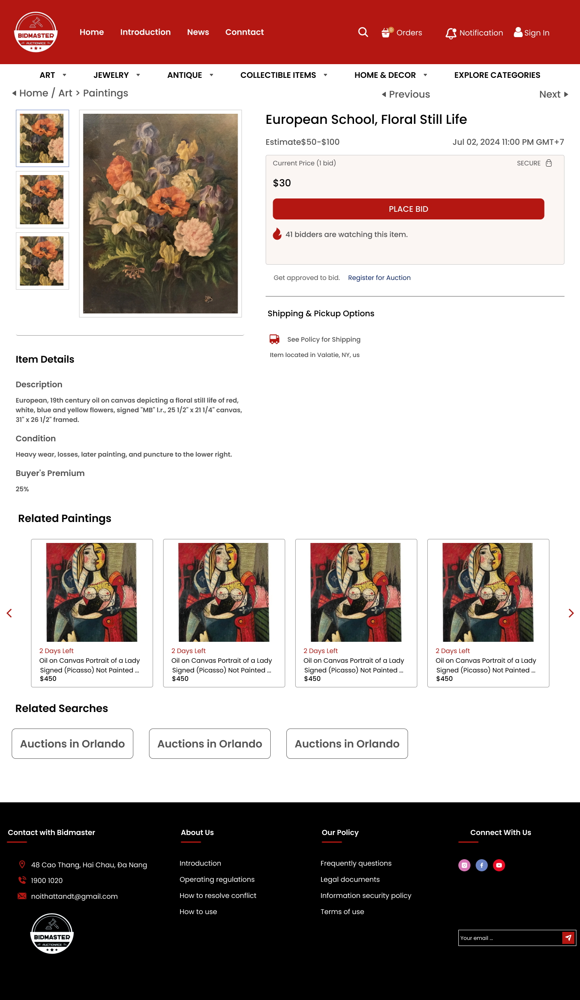 BIDMASTER
AUCTIONACE
Home
Introduction
News
Conntact
0
Orders
Notification
Sign In
ART
JEWELRY
ANTIQUE
COLLECTIBLE ITEMS
HOME & DECOR
EXPLORE CATEGORIES
Home / Art > Paintings
Previous
Next
European School, Floral Still Life
Estimate$50-$100
Jul 02, 2024 11:00 PM GMT+7
Current Price (1 bid)
SECURE
$30
PLACE BID
41 bidders are watching this item.
Get approved to bid.
Register for Auction
Shipping & Pickup Options
See Policy for Shipping
Item located in Valatie, NY, us
Item Details
Description
European, 19th century oil on canvas depicting a floral still life of red,
white, blue and yellow flowers, signed "MB" l.r., 25 1/2" x 21 1/4" canvas,
31" x 26 1/2" framed.
Condition
Heavy wear, losses, later painting, and puncture to the lower right.
Buyer's Premium
25%
Related Paintings
2 Days Left
Oil on Canvas Portrait of a Lady
Signed (Picasso) Not Painted ...
$450
2 Days Left
Oil on Canvas Portrait of a Lady
Signed (Picasso) Not Painted ...
$450
2 Days Left
Oil on Canvas Portrait of a Lady
Signed (Picasso) Not Painted ...
$450
2 Days Left
Oil on Canvas Portrait of a Lady
Signed (Picasso) Not Painted ...
$450
Related Searches
Auctions in Orlando
Auctions in Orlando
Auctions in Orlando
Contact with Bidmaster
48 Cao Thang, Hai Chau, Đa Nang
1900 1020
noithattandt@gmail.com
BIDMASTER
AUCTIONACE
About Us
Introduction
Operating regulations
How to resolve conflict
How to use
Our Policy
Frequently questions
Legal documents
Information security policy
Terms of use
Connect With Us
Your email ...